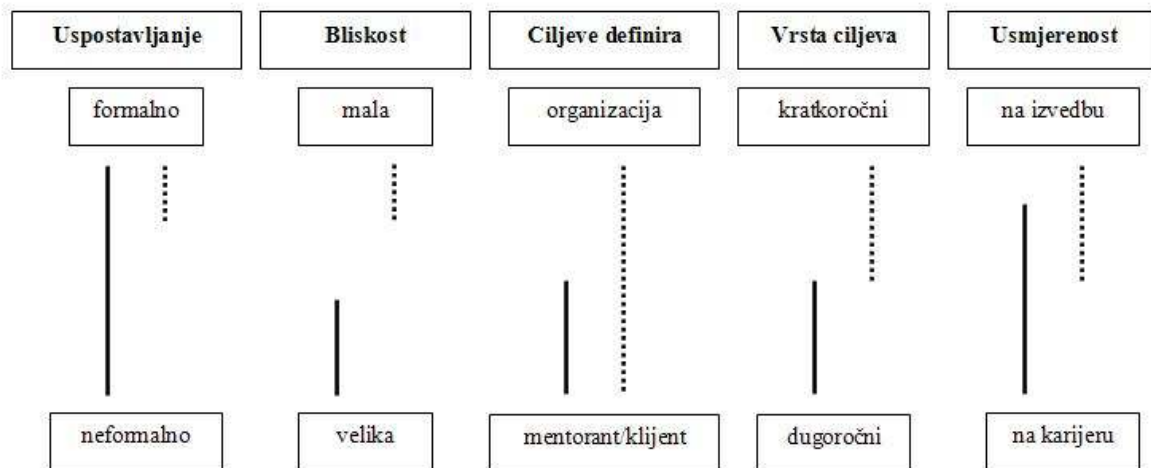 Uspostavljanje
Bliskost
Ciljeve definira
Vrsta ciljeva
Usmjerenost
formalno
mala
organizacija
kratkoročni
na izvedbu
neformalno
velika
mentorant/klijent
dugoročni
na karijeru